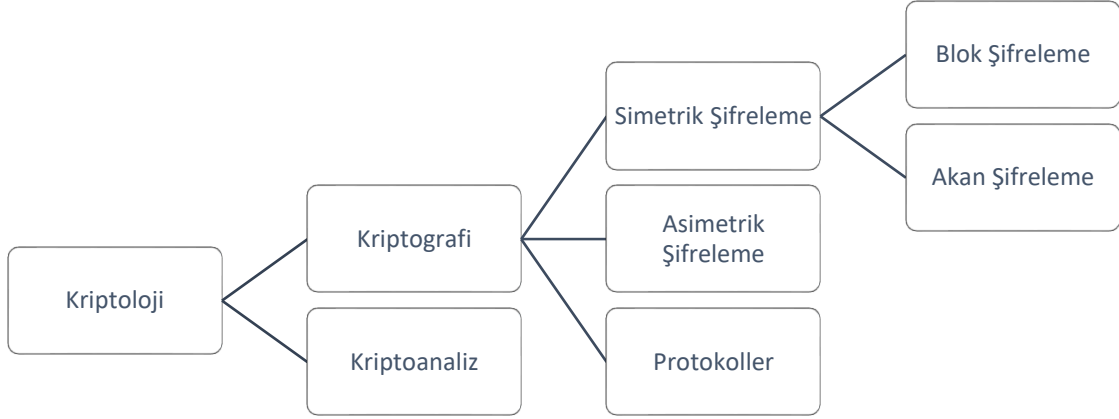 Kriptoloji
Kriptografi
Kriptoanaliz
Simetrik Şifreleme
Asimetrik
Şifreleme
Protokoller
Blok Şifreleme
Akan Şifreleme